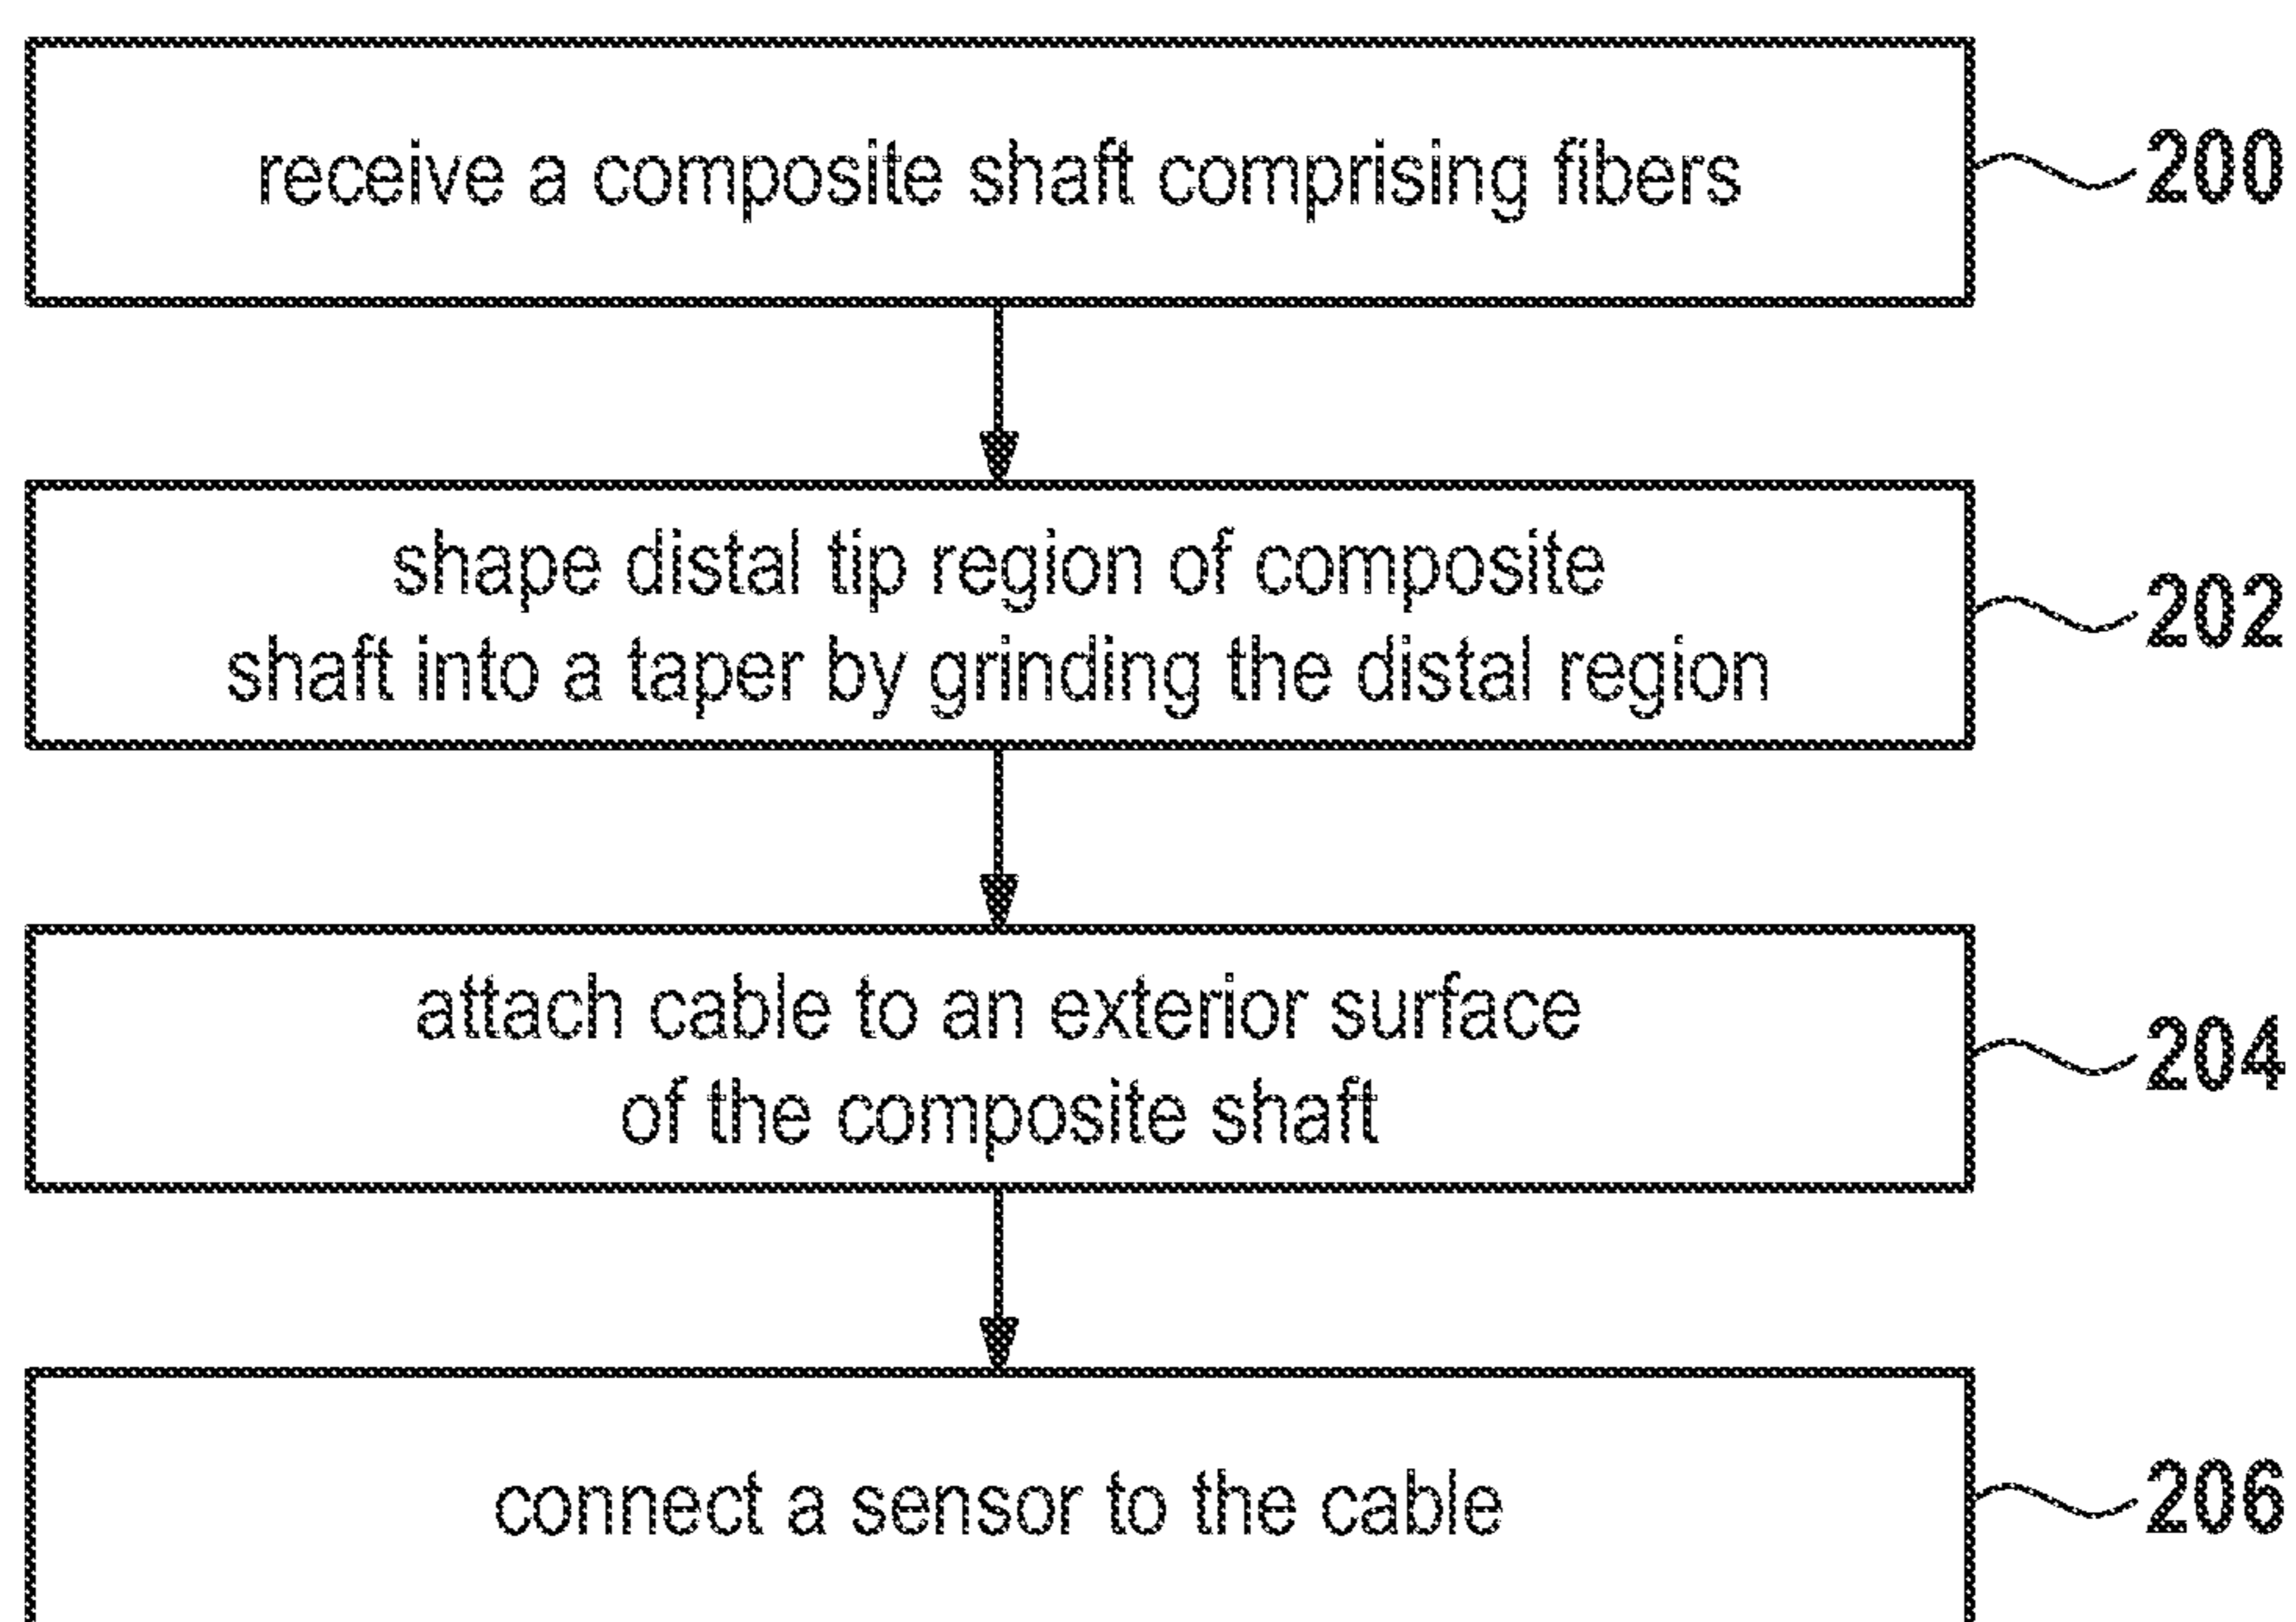 receive a composite shaft comprising fibers
200
shape distal tip region of composite
shaft into a taper by grinding the distal region
202
attach cable to an exterior surface
of the composite shaft
204
connect a sensor to the cable
206